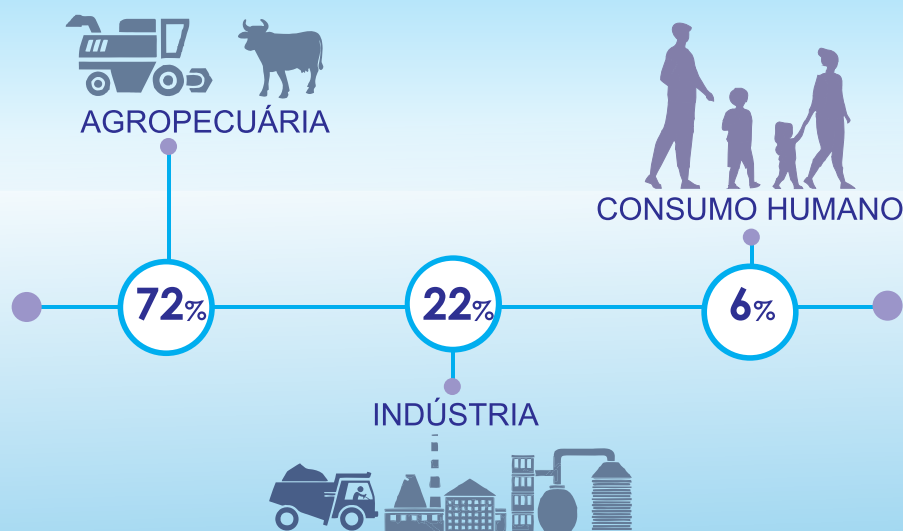 AGROPECUÁRIA
CONSUMO HUMANO
72%
22%
6%
INDÚSTRIA